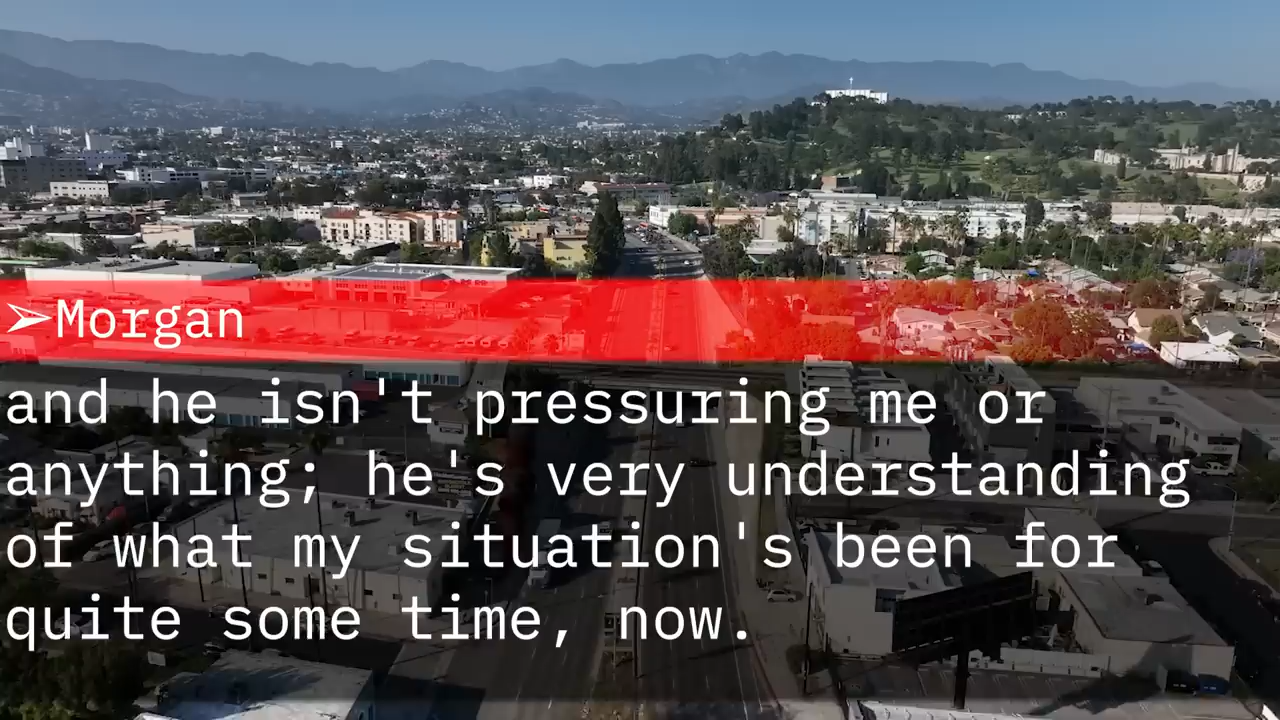 ➢Morgan
and he isn't pressuring me or
anything; he's very understanding
of what my situation's been for
quite some time, now.